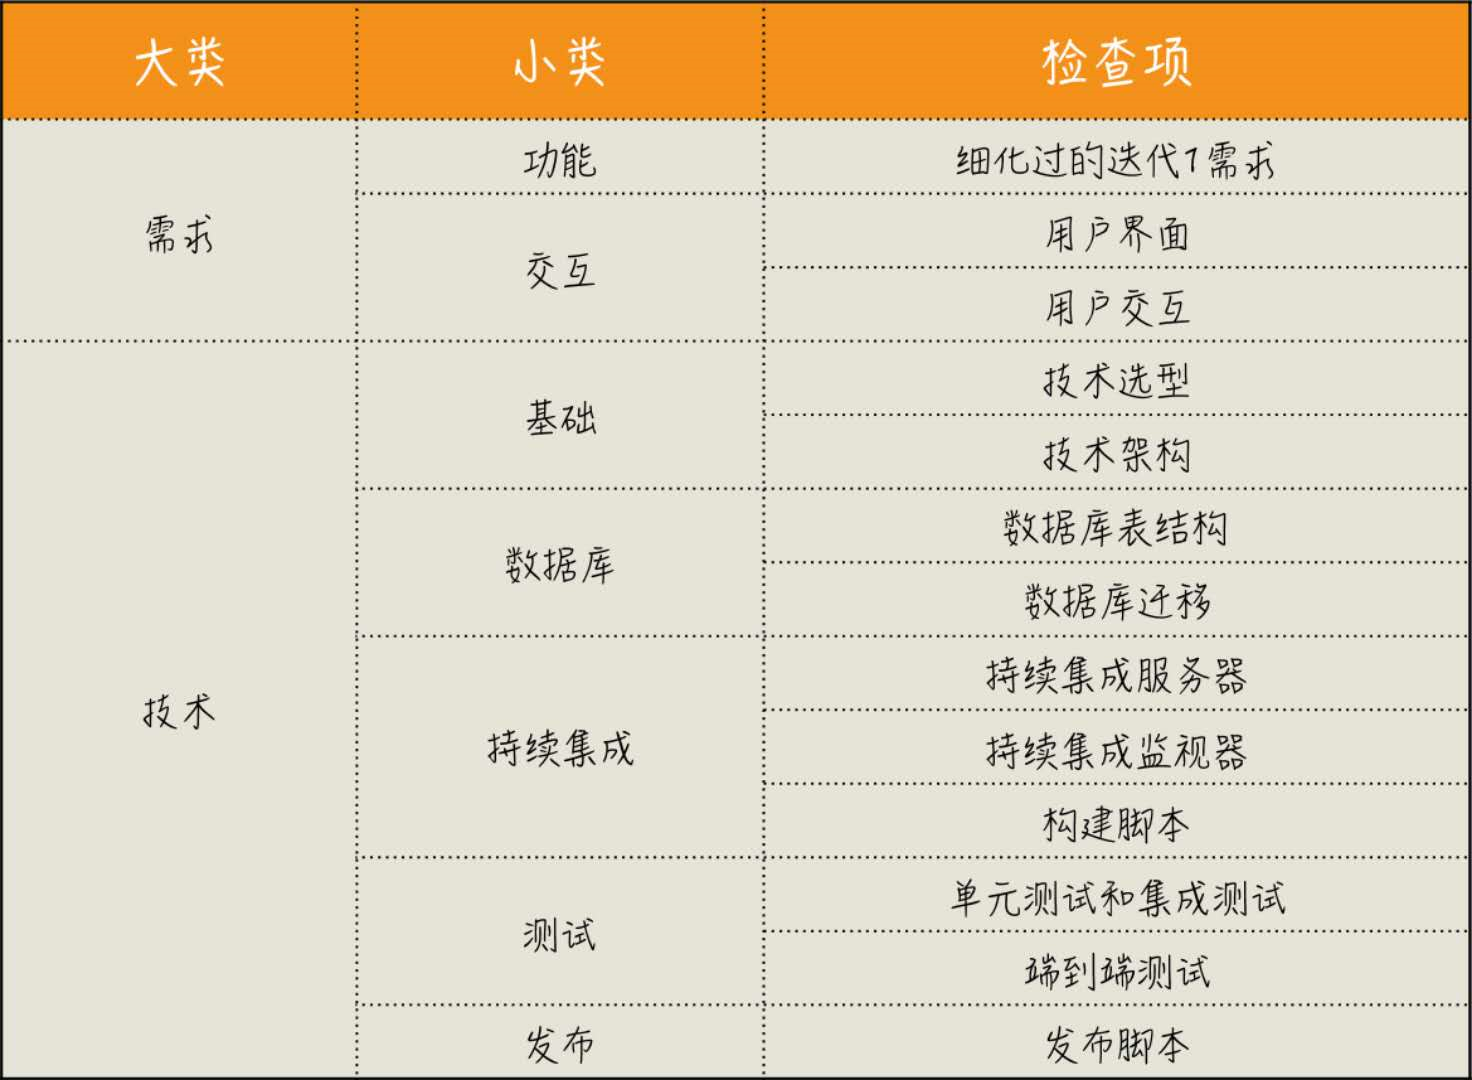 大类 小类 检查项
功能 细化过的迭代1需求
需求
用户界面
交互
用户交互
技术选型
基础
技术架构
数据库表结构
数据库
数据库迁移
持续集成服务器
技术
持续集成 持续集成监视器
构建脚本
单元测试和集成测试
测试
端到端测试
发布 发布脚本